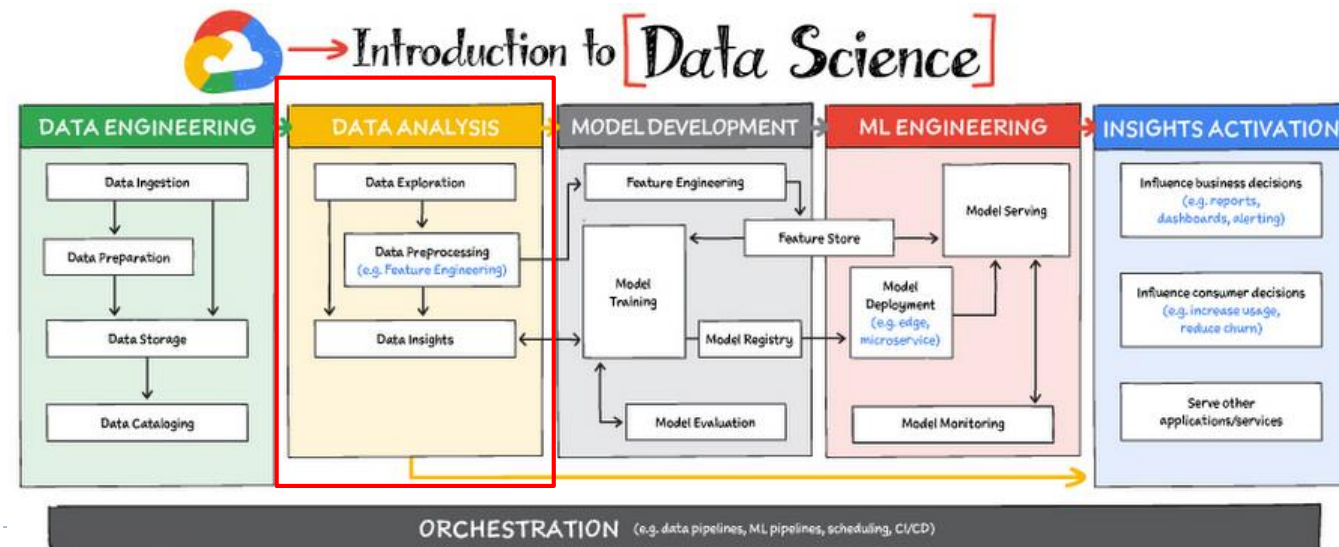 Introduction to [Data Science]
DATA ENGINEERING
Data Ingestion
Data Preparation
Data Storage
Data Cataloging
DATA ANALYSIS
Data Exploration
Data Preprocessing
(e.g. Feature Engineering)
Data Insights
MODEL DEVELOPMENT
Feature Engineering
Feature Store
Model
Training
Model Registry
Model Evaluation
ML ENGINEERING
Model Serving
Model
Deployment
(e.g. edge,
microservice)
Model Monitoring
INSIGHTS ACTIVATION
Influence business decisions
(e.g. reports,
dashboards, alerting)
Influence consumer decisions
(e.g. increase usage,
reduce churn)
Serve other
applications/services
ORCHESTRATION (e.g. data pipelines, ML pipelines, scheduling, CI/CD)